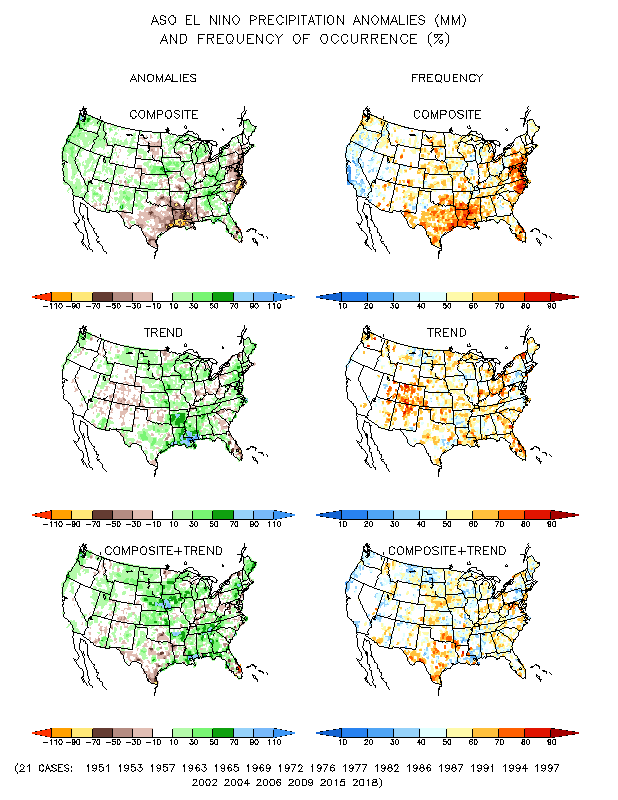 ASO EL NINO PRECIPITATION ANOMALIES (MM)
AND FREQUENCY OF OCCURRENCE (%)
ANOMALIES FREQUENCY
COMPOSITE COMPOSITE
-110 -90 -70 -50 -30 -10 10 30 50 70 90 110 10 20 30 40 50 60 70 80 90
TREND TREND
-110 -90 -70 -50 -30 -10 10 30 50 70 90 110 10 20 30 40 50 60 70 80 90
COMPOSITE+TREND COMPOSITE+TREND
-110 -90 -70 -50 -30 -10 10 30 50 70 90 110 10 20 30 40 50 60 70 80 90
(21 CASES: 1951 1953 1957 1963 1965 1969 1972 1976 1977 1982 1986 1987 1991 1994 1997
2002 2004 2006 2009 2015 2018)